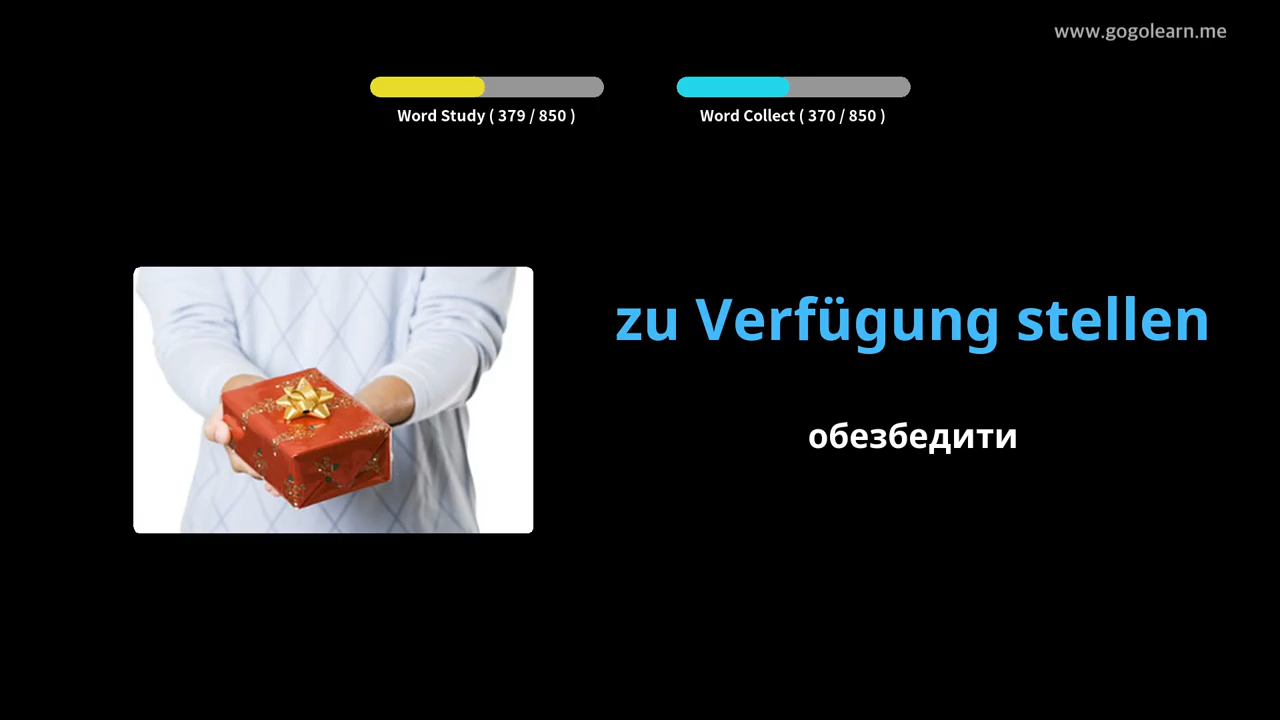 www.gogolearn.me
Word Study ( 379 / 850 )
Word Collect ( 370 / 850 )
zu Verfügung stellen
обезбедити